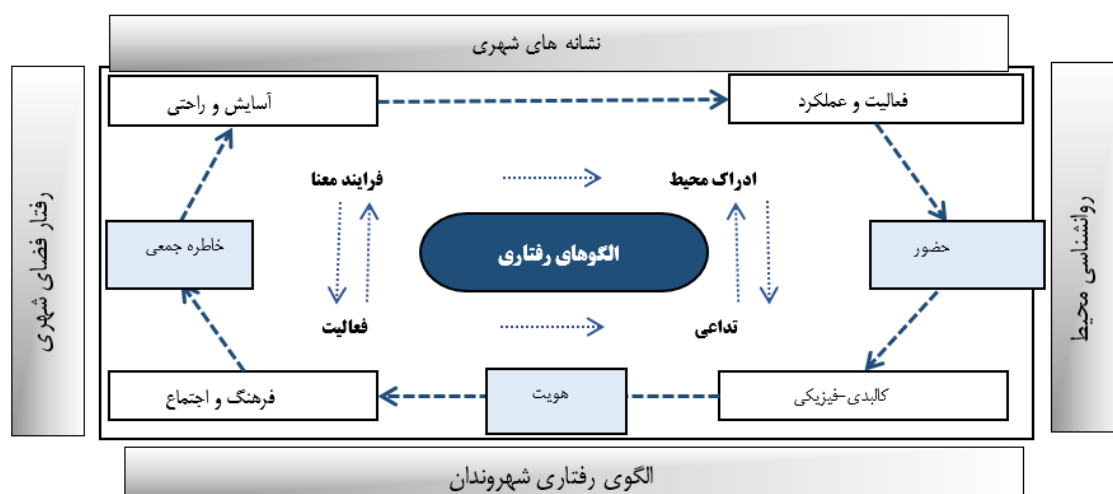 نشانه های شهری
فعالیت و عملکرد
آسایش و راحتی
روانشناسی محیط
رفتار فضای شهری
ادراک محیط
فرایند معنا
حضور
الگوهای رفتاری
خاطره جمعی
تداعی
فعالیت
کالبدی-فیزیکی
هویت
فرهنگ و اجتماع
الگوی رفتاری شهروندان